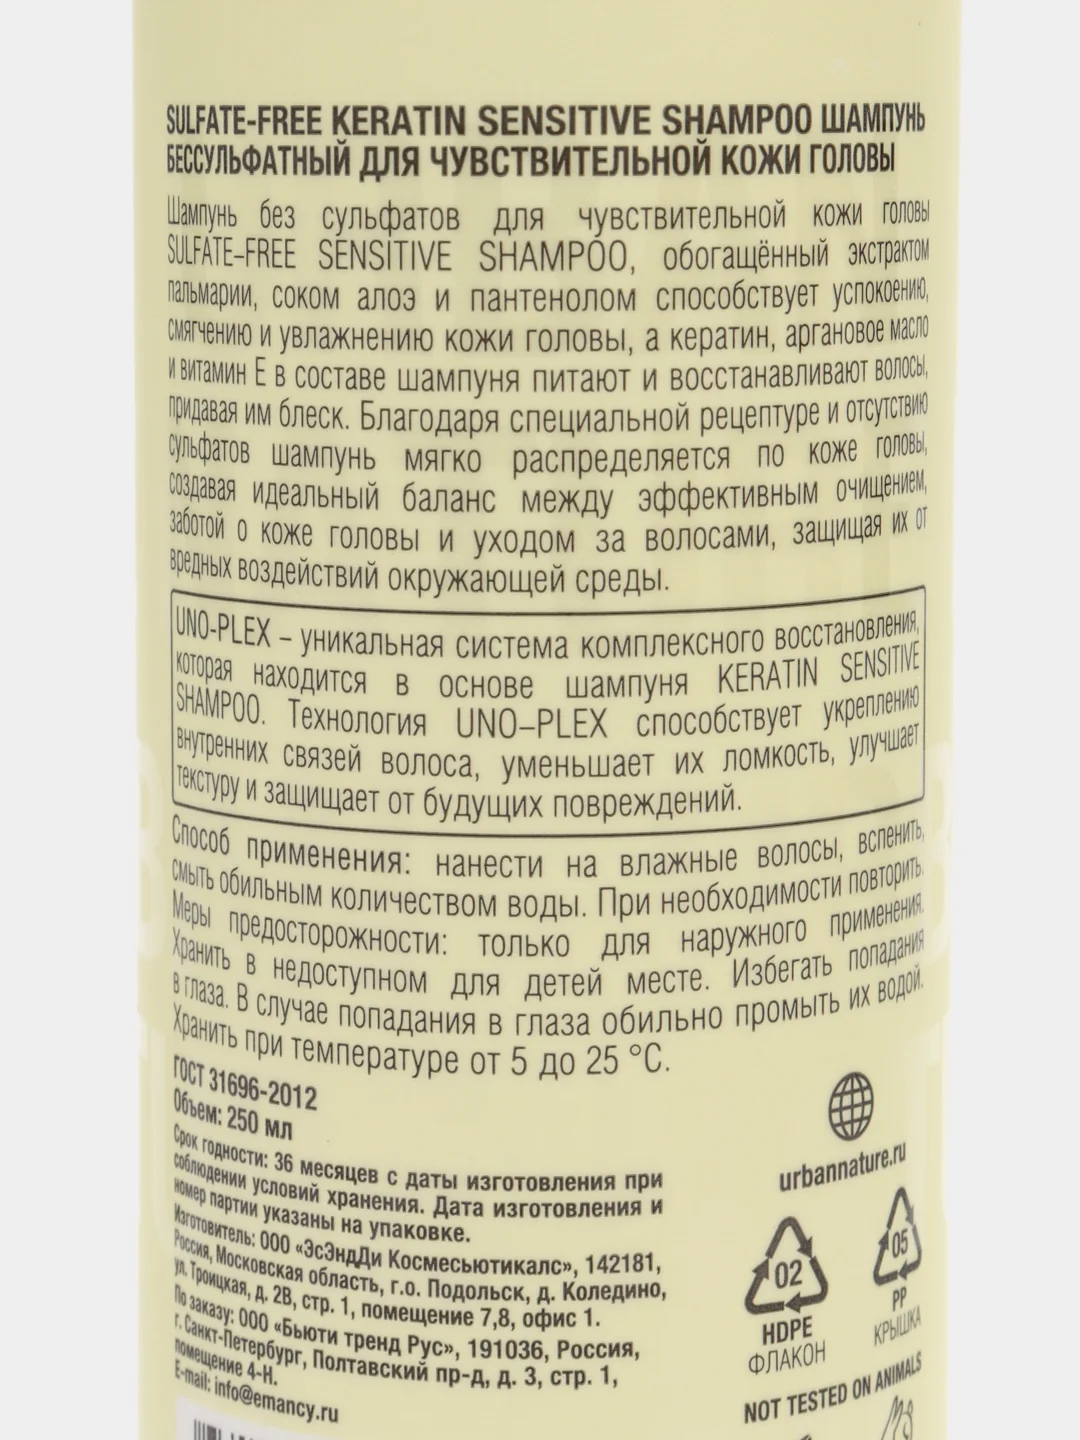 SULFATE-FREE KERATIN SENSITIVE SHAMPOO ШАМПУНЬ
БЕССУЛЬФАТНЫЙ ДЛЯ ЧУВСТВИТЕЛЬНОЙ КОЖИ ГОЛОВЫ
Шампунь без сульфатов для чувствительной кожи головы
SULFATE-FREE SENSITIVE SHAMPOO, обогащённый экстрактом
пальмарии, соком алоэ и пантенолом способствует успокоению,
смягчению и увлажнению кожи головы, а кератин, аргановое масло
и витамин Е в составе шампуня питают и восстанавливают волосы,
придавая им блеск. Благодаря специальной рецептуре и отсутствию
сульфатов шампунь мягко распределяется по коже головы,
создавая идеальный баланс между эффективным очищением,
заботой о коже головы и уходом за волосами, защищая их от
вредных воздействий окружающей среды.
UNO-PLEX – уникальная система комплексного восстановления,
которая находится в основе шампуня KERATIN SENSITIVE
SHAMPOO. Технология UNO-PLEX способствует укреплению
внутренних связей волоса, уменьшает их ломкость, улучшает
текстуру и защищает от будущих повреждений.
Способ применения: нанести на влажные волосы, вспенить,
смыть обильным количеством воды. При необходимости повторить.
Меры предосторожности: только для наружного применения.
Хранить в недоступном для детей месте. Избегать попадания
в глаза. В случае попадания в глаза обильно промыть их водой.
Хранить при температуре от 5 до 25 °C.
ГОСТ 31696-2012
Объем: 250 мл
Срок годности: 36 месяцев с даты изготовления при
соблюдении условий хранения. Дата изготовления и
номер партии указаны на упаковке.
Изготовитель: ООО «ЭсЭндДи Космесьютикалс», 142181,
Россия, Московская область, г.о. Подольск, д. Коледино,
ул. Троицкая, д. 2В, стр. 1, помещение 7,8, офис 1.
По заказу: ООО «Бьюти тренд Рус», 191036, Россия,
г. Санкт-Петербург, Полтавский пр-д, д. 3, стр. 1,
помещение 4-Н.
E-mail: info@emancy.ru
urbannature.ru
02
HDPE
ФЛАКОН
05
PP
КРЫШКА
NOT TESTED ON ANIMALS